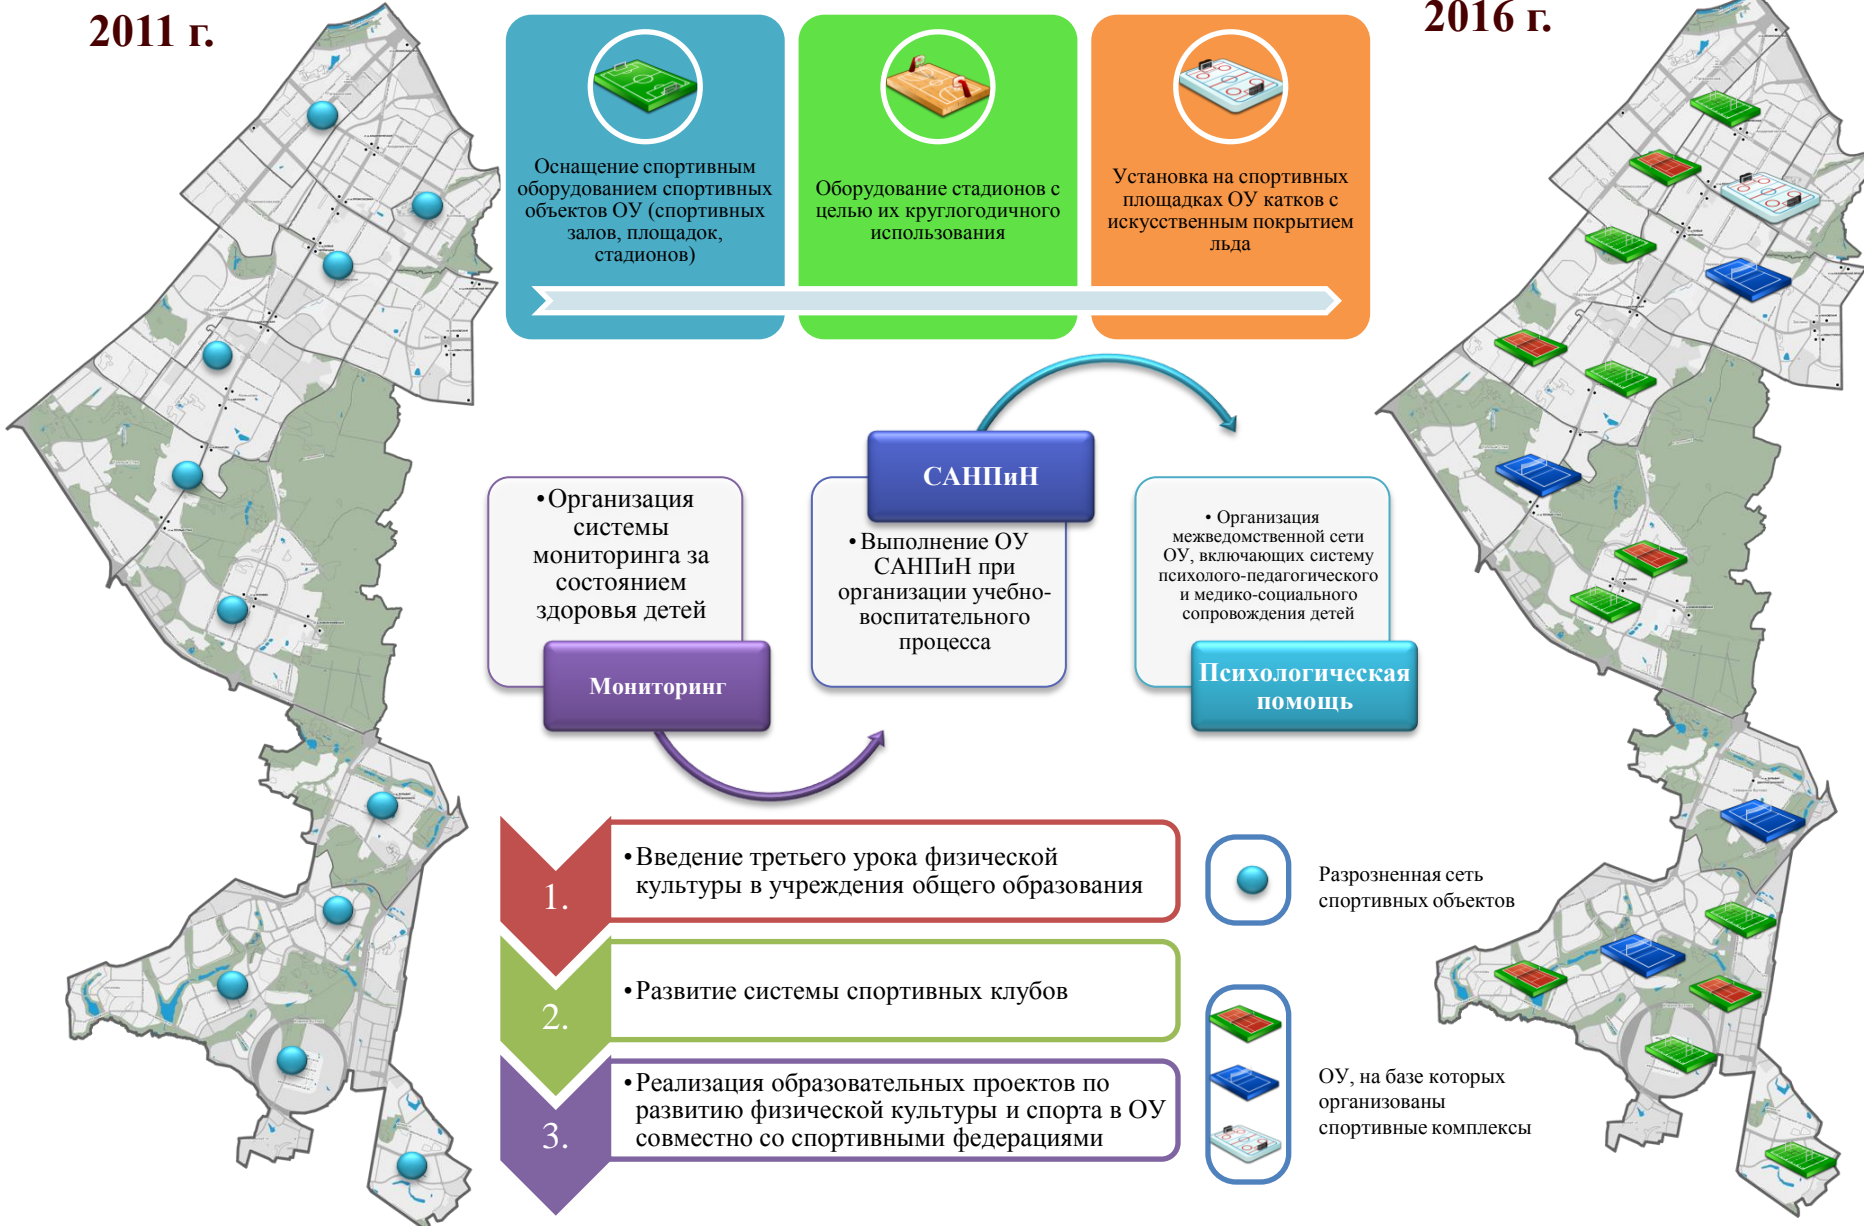 2011 г.
2016 г.
Оснащение спортивным
оборудованием спортивных
объектов ОУ (спортивных
залов, площадок,
стадионов)
Оборудование стадионов с
целью их круглогодичного
использования
Установка на спортивных
площадках ОУ катков с
искусственным покрытием
льда
•Организация
системы
мониторинга за
состоянием
здоровья детей
Мониторинг
САНПиН
•Выполнение ОУ
САНПиН при
организации учебно-
воспитательного
процесса
• Организация
межведомственной сети
ОУ, включающих систему
психолого-педагогического
и медико-социального
сопровождения детей
Психологическая
помощь
1.
•Введение третьего урока физической
культуры в учреждения общего образования
2.
•Развитие системы спортивных клубов
3.
•Реализация образовательных проектов по
развитию физической культуры и спорта в ОУ
совместно со спортивными федерациями
Разрозненная сеть
спортивных объектов
ОУ, на базе которых
организованы
спортивные комплексы